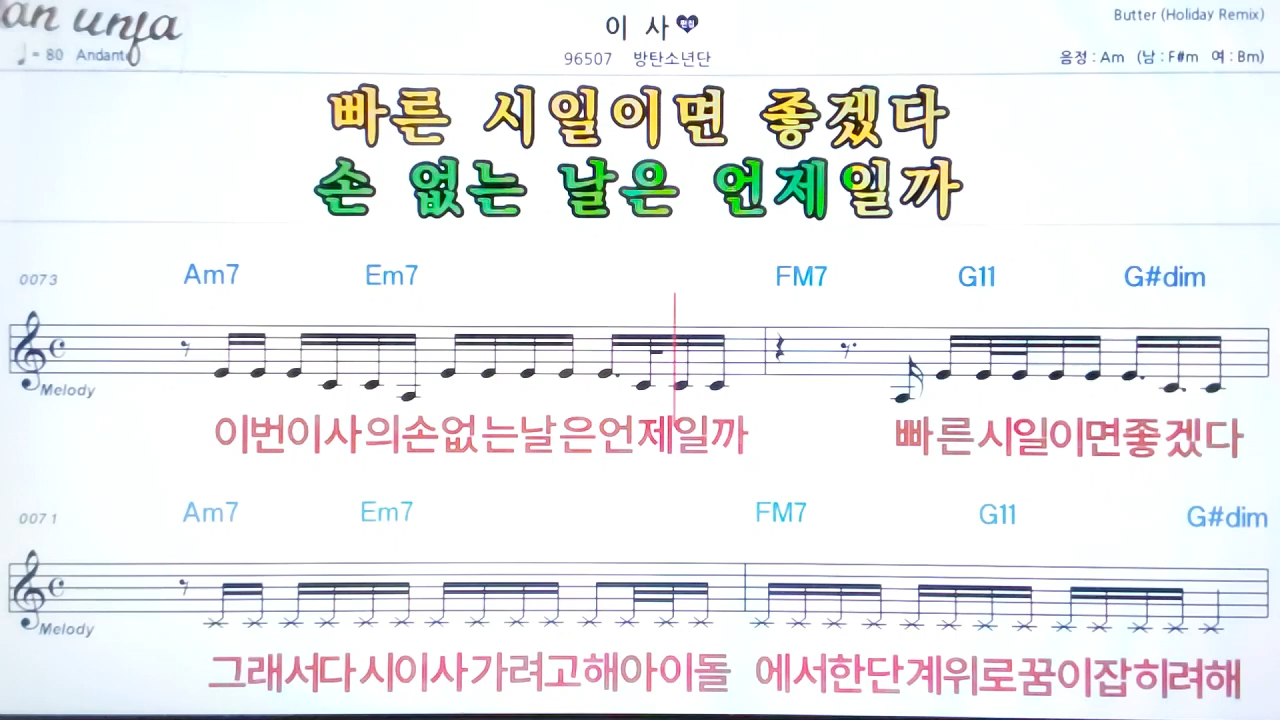 이 사 편집
Butter (Holiday Remix)
♩= 80 Andante
96507 방탄소년단
음정 : Am (남 : F#m 여 : Bm)
빠른 시일이면 좋겠다
손 없는 날은 언제일까
0073 Am7 Em7 FM7 G11 G#dim
Melody
이번이사의손없는날은언제일까 빠른시일이면좋겠다
0071 Am7 Em7 FM7 G11 G#dim
Melody
그래서다시이사가려고해아이돌 에서한단계위로꿈이잡히려해